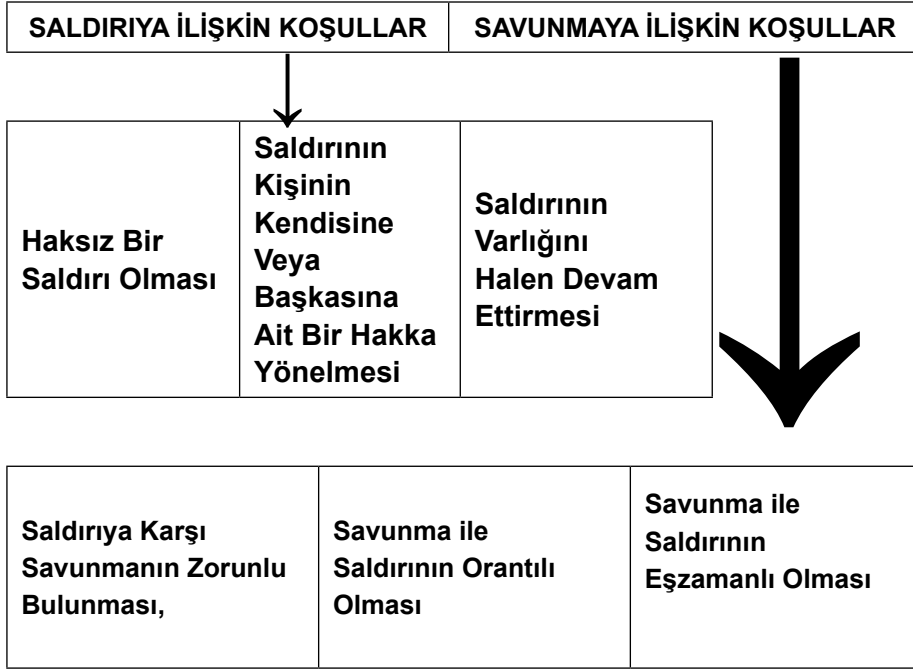 SALDIRIYA İLİŞKİN KOŞULLAR
SAVUNMAYA İLİŞKİN KOŞULLAR
Haksız Bir
Saldırı Olması
Saldırının
Kişinin
Kendisine
Veya
Başkasına
Ait Bir Hakka
Yönelmesi
Saldırının
Varlığını
Halen Devam
Ettirmesi
Saldırıya Karşı
Savunmanın Zorunlu
Bulunması,
Savunma ile
Saldırının Orantılı
Olması
Savunma ile
Saldırının
Eşzamanlı Olması